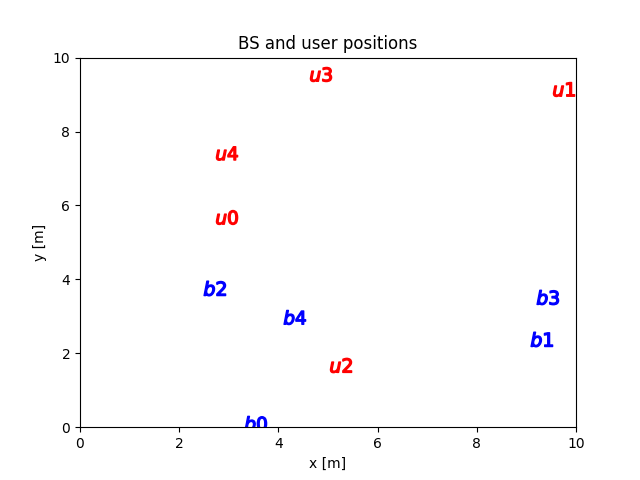 BS and user positions
10
u3
u1
8
u4
6
u0
y [m]
4
b2
b3
b4
b1
2
u2
b0
0
0 2 4 6 8 10
x [m]